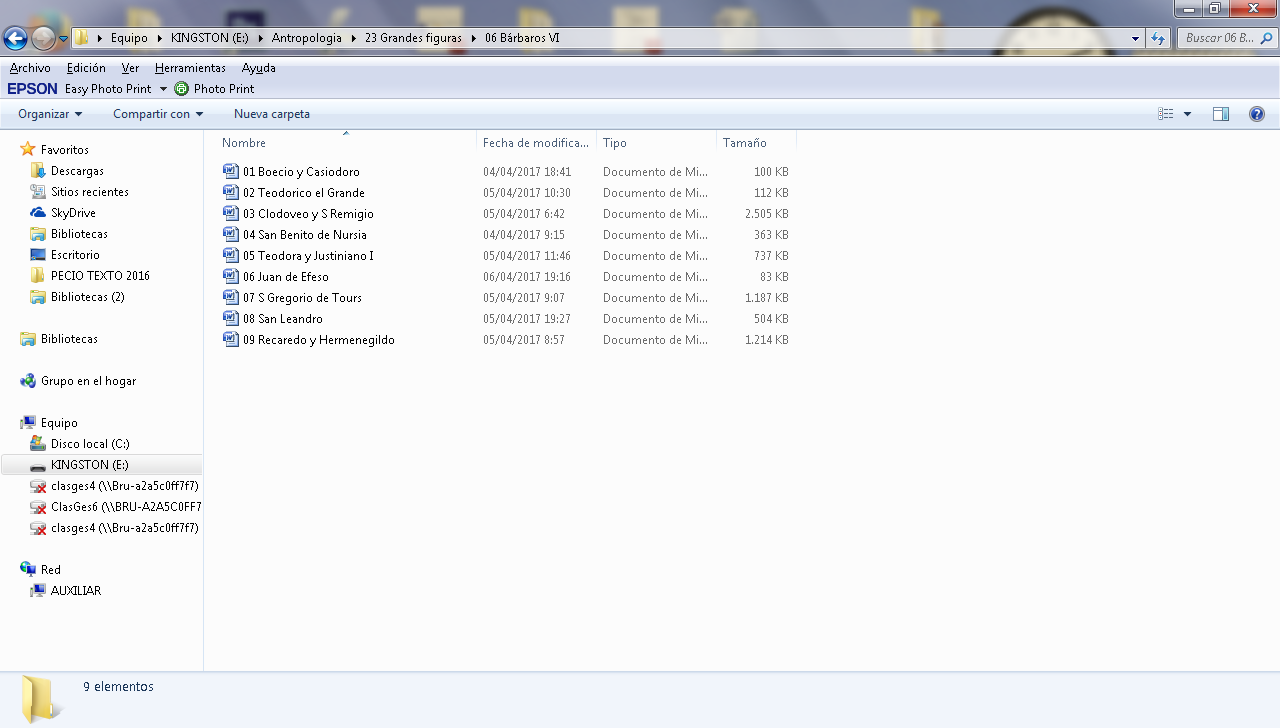 Equipo KINGSTON (E:) Antropologia 23 Grandes figuras 06 Bárbaros VI Buscar 06 B...
Archivo Edición Ver Herramientas Ayuda
EPSON Easy Photo Print Photo Print
Organizar Compartir con Nueva carpeta
Favoritos
Descargas
Sitios recientes
SkyDrive
Bibliotecas
Escritorio
PECIO TEXTO 2016
Bibliotecas (2)
Bibliotecas
Grupo en el hogar
Equipo
Disco local (C:)
KINGSTON (E:)
clasges4 (\\Bru-a2a5c0ff7f7)
ClasGes6 (\\BRU-A2A5C0FF7
clasges4 (\\Bru-a2a5c0ff7f7)
Red
AUXILIAR
Nombre Fecha de modifica... Tipo Tamaño
01 Boecio y Casiodoro 04/04/2017 18:41 Documento de Mi... 100 KB
02 Teodorico el Grande 05/04/2017 10:30 Documento de Mi... 112 KB
03 Clodoveo y S Remigio 05/04/2017 6:42 Documento de Mi... 2.505 KB
04 San Benito de Nursia 04/04/2017 9:15 Documento de Mi... 363 KB
05 Teodora y Justiniano I 05/04/2017 11:46 Documento de Mi... 737 KB
06 Juan de Efeso 06/04/2017 19:16 Documento de Mi... 83 KB
07 S Gregorio de Tours 05/04/2017 9:07 Documento de Mi... 1.187 KB
08 San Leandro 05/04/2017 19:27 Documento de Mi... 504 KB
09 Recaredo y Hermenegildo 05/04/2017 8:57 Documento de Mi... 1.214 KB
9 elementos